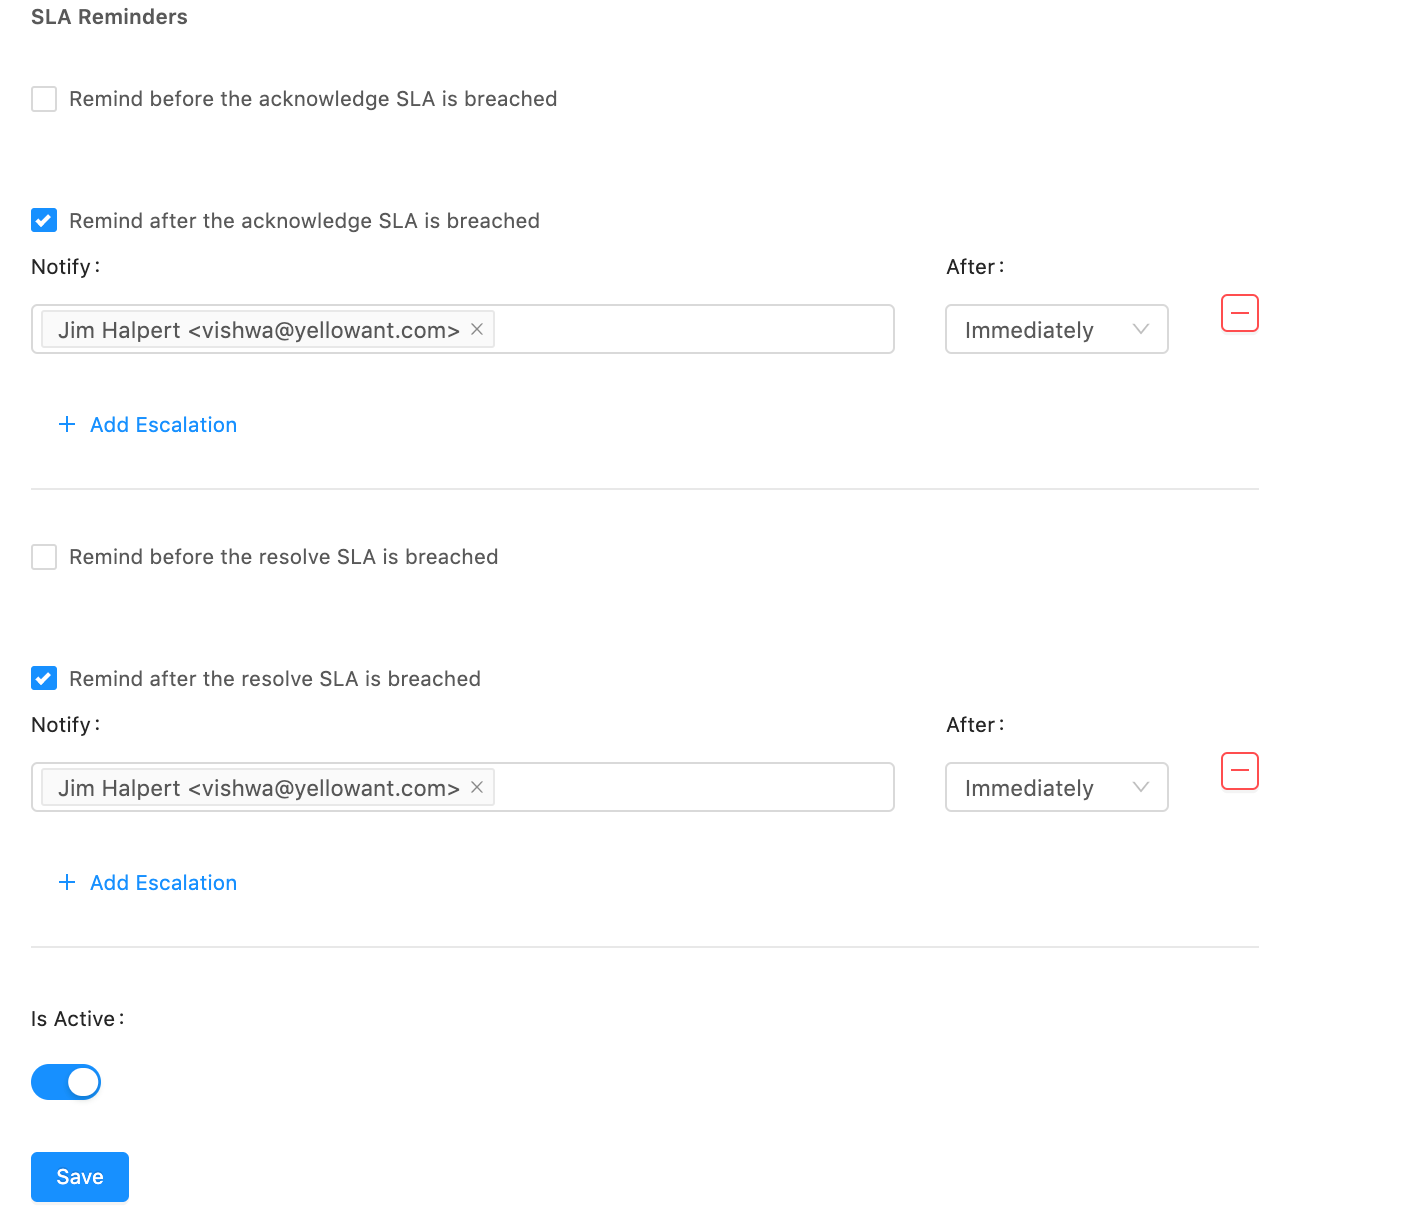 SLA Reminders
Remind before the acknowledge SLA is breached
Remind after the acknowledge SLA is breached
Notify:
After:
Jim Halpert <vishwa@yellowant.com> ×
Immediately
+ Add Escalation
Remind before the resolve SLA is breached
Remind after the resolve SLA is breached
Notify:
After:
Jim Halpert <vishwa@yellowant.com> ×
Immediately
+ Add Escalation
Is Active:
Save